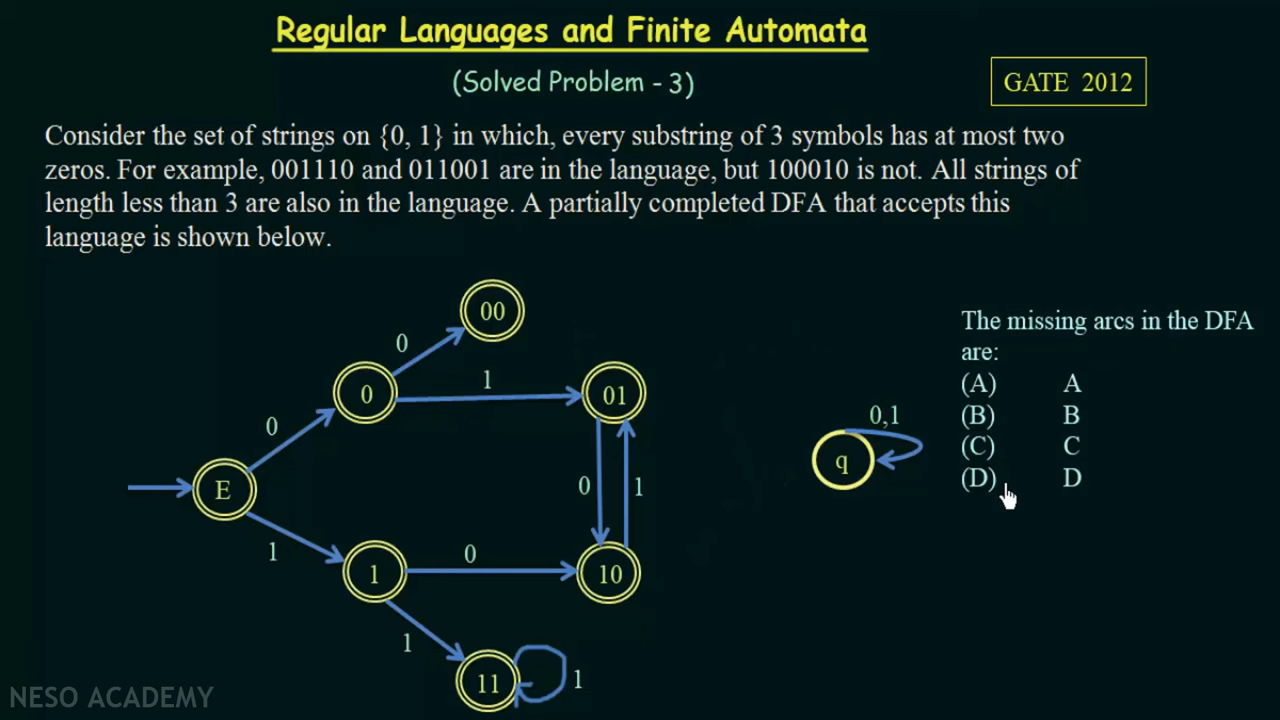 Regular Languages and Finite Automata
(Solved Problem - 3)
GATE 2012
Consider the set of strings on {0, 1} in which, every substring of 3 symbols has at most two
zeros. For example, 001110 and 011001 are in the language, but 100010 is not. All strings of
length less than 3 are also in the language. A partially completed DFA that accepts this
language is shown below.
00
0
0
1
01
0
E
1
0
1
q
0,1
1
0
10
1
11
1
The missing arcs in the DFA
are:
(A) A
(B) B
(C) C
(D) D
NESO ACADEMY